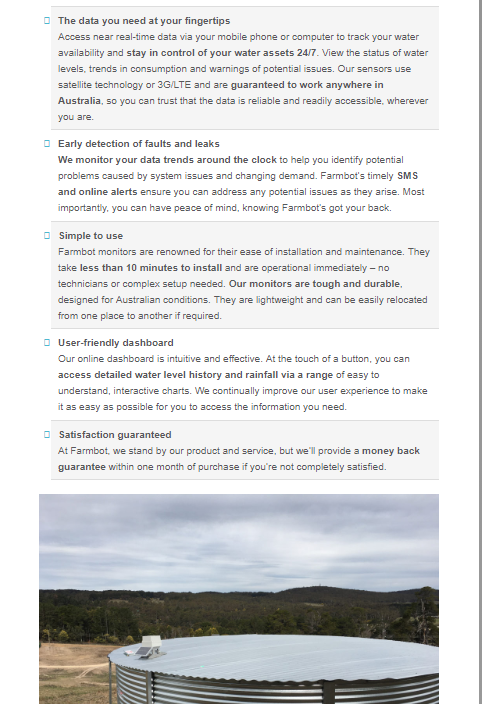 The data you need at your fingertips
Access near real-time data via your mobile phone or computer to track your water
availability and stay in control of your water assets 24/7. View the status of water
levels, trends in consumption and warnings of potential issues. Our sensors use
satellite technology or 3G/LTE and are guaranteed to work anywhere in
Australia, so you can trust that the data is reliable and readily accessible, wherever
you are.
Early detection of faults and leaks
We monitor your data trends around the clock to help you identify potential
problems caused by system issues and changing demand. Farmbot's timely SMS
and online alerts ensure you can address any potential issues as they arise. Most
importantly, you can have peace of mind, knowing Farmbot's got your back.
Simple to use
Farmbot monitors are renowned for their ease of installation and maintenance. They
take less than 10 minutes to install and are operational immediately – no
technicians or complex setup needed. Our monitors are tough and durable,
designed for Australian conditions. They are lightweight and can be easily relocated
from one place to another if required.
User-friendly dashboard
Our online dashboard is intuitive and effective. At the touch of a button, you can
access detailed water level history and rainfall via a range of easy to
understand, interactive charts. We continually improve our user experience to make
it as easy as possible for you to access the information you need.
Satisfaction guaranteed
At Farmbot, we stand by our product and service, but we'll provide a money back
guarantee within one month of purchase if you're not completely satisfied.